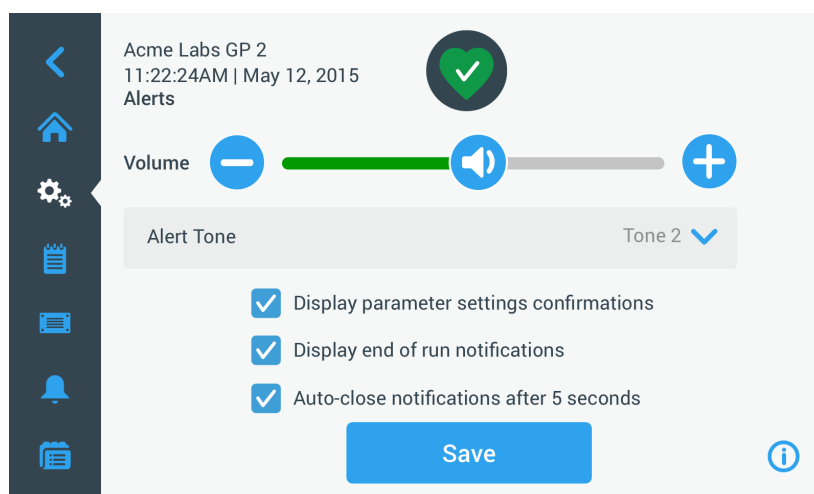 Acme Labs GP 2
11:22:24AM | May 12, 2015
Alerts
Volume
Alert Tone Tone 2
Display parameter settings confirmations
Display end of run notifications
Auto-close notifications after 5 seconds
Save